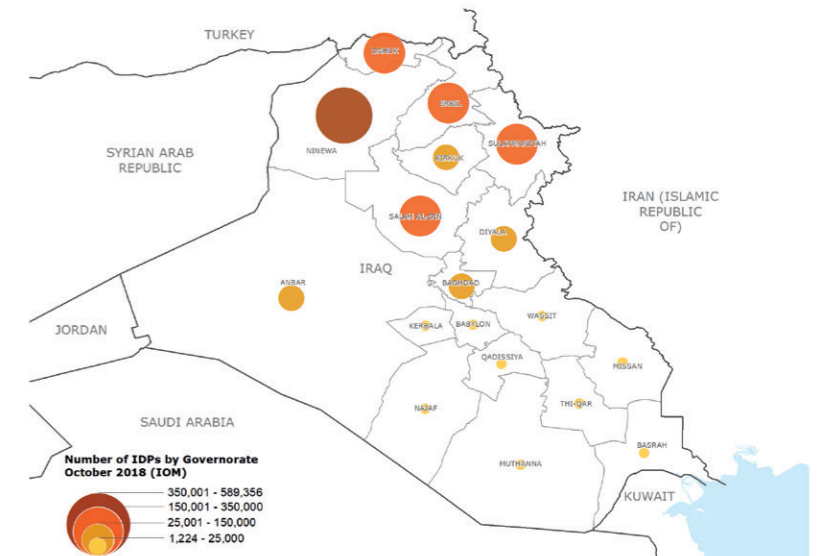 TURKEY
DAHUK
ERBIL
NINEWA
SYRIAN ARAB
REPUBLIC
SULAYMANIYAH
KIRKUK
IRAN (ISLAMIC
REPUBLIC
OF)
SALAH AL-DIN
DIYALA
IRAQ
ANBAR
BAGHDAD
JORDAN
KERBALA
BABYLON
WASSIT
QADISSIYA
MISSAN
NAJAF
THI-QAR
SAUDI ARABIA
BASRAH
MUTHANNA
KUWAIT
Number of IDPs by Governorate
October 2018 (IOM)
350,001 - 589,356
150,001 - 350,000
25,001 - 150,000
1,224 - 25,000